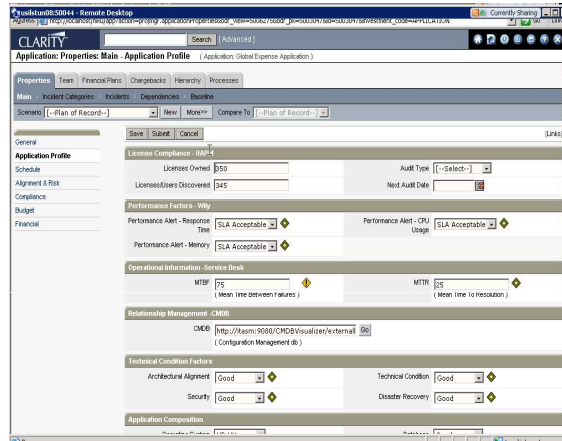 usilstun08:50044 - Remote Desktop
Currently Sharing
Address
CLARITY
Search [ Advanced ]
Application: Properties: Main - Application Profile ( Application: Global Expense Application )
Properties Team Financial Plans Chargebacks Hierarchy Processes
Main Incident Categories Incidents Dependencies Baseline
Scenario [--Plan of Record--] New More>> Compare To [--Plan of Record--]
Save Submit Cancel [Links]
General
Application Profile
Schedule
Alignment & Risk
Compliance
Budget
Financial
License Compliance - UAPM
Licenses Owned 350 Audit Type [--Select--]
Licenses/Users Discovered 345 Next Audit Date
Performance Factors - Wily
Performance Alert - Response Time SLA Acceptable Performance Alert - CPU Usage SLA Acceptable
Performance Alert - Memory SLA Acceptable
Operational Information -Service Desk
MTBF 75 MTTR 25
( Mean Time Between Failures ) ( Mean Time To Resolution )
Relationship Management -CMDB
CMDB http://itasm:9080/CMDBVisualizer/externall Go
( Configuration Management db )
Technical Condition Factors
Architectural Alignment Good Technical Condition Good
Security Good Disaster Recovery Good
Application Composition